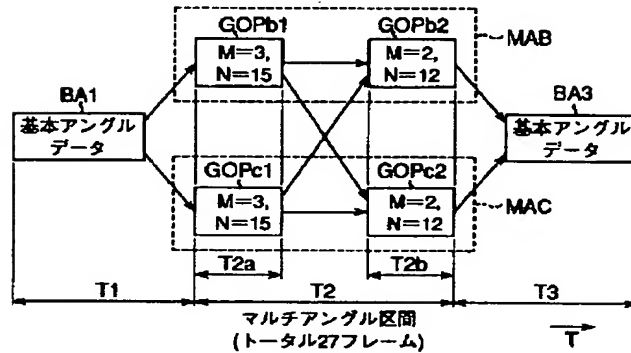 GOPb1
GOPb2
MAB
M=3,
N=15
M=2,
N=12
BA1
BA3
基本アングル
データ
基本アングル
データ
GOPc1
GOPc2
M=3,
N=15
M=2,
N=12
MAC
T2a
T2b
T1
T2
T3
マルチアングル区間
(トータル27フレーム)
T